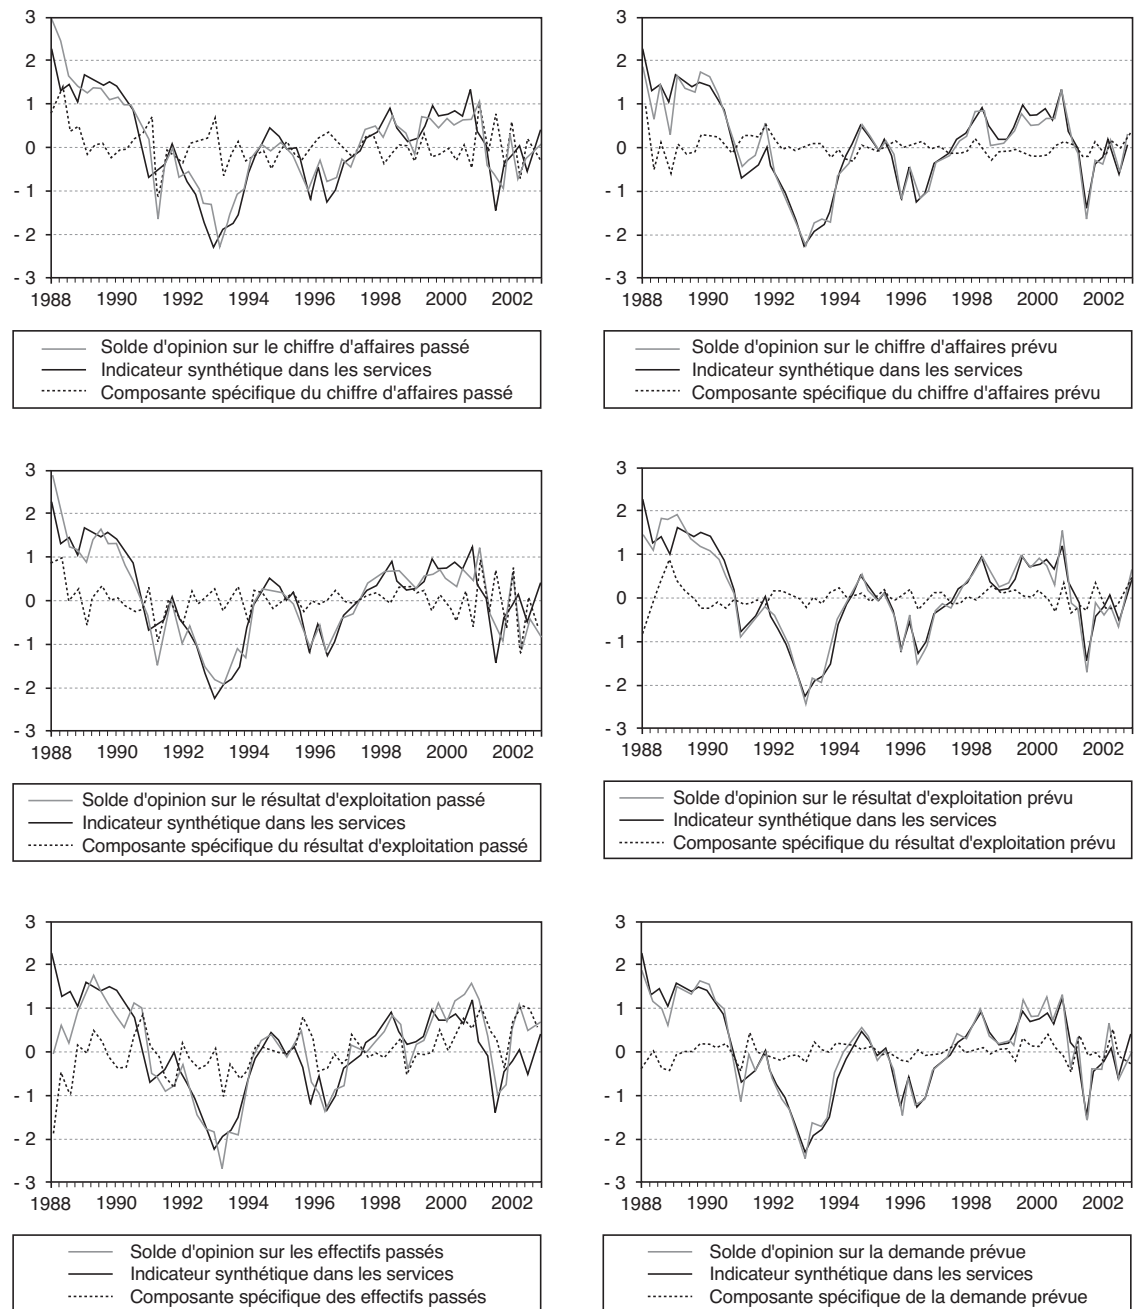 3
2
1
0
- 1
- 2
- 3
1988 1990 1992 1994 1996 1998 2000 2002
Solde d'opinion sur le chiffre d'affaires passé
Indicateur synthétique dans les services
Composante spécifique du chiffre d'affaires passé
3
2
1
0
- 1
- 2
- 3
1988 1990 1992 1994 1996 1998 2000 2002
Solde d'opinion sur le chiffre d'affaires prévu
Indicateur synthétique dans les services
Composante spécifique du chiffre d'affaires prévu
3
2
1
0
- 1
- 2
- 3
1988 1990 1992 1994 1996 1998 2000 2002
Solde d'opinion sur le résultat d'exploitation passé
Indicateur synthétique dans les services
Composante spécifique du résultat d'exploitation passé
3
2
1
0
- 1
- 2
- 3
1988 1990 1992 1994 1996 1998 2000 2002
Solde d'opinion sur le résultat d'exploitation prévu
Indicateur synthétique dans les services
Composante spécifique du résultat d'exploitation prévu
3
2
1
0
- 1
- 2
- 3
1988 1990 1992 1994 1996 1998 2000 2002
Solde d'opinion sur les effectifs passés
Indicateur synthétique dans les services
Composante spécifique des effectifs passés
3
2
1
0
- 1
- 2
- 3
1988 1990 1992 1994 1996 1998 2000 2002
Solde d'opinion sur la demande prévue
Indicateur synthétique dans les services
Composante spécifique de la demande prévue